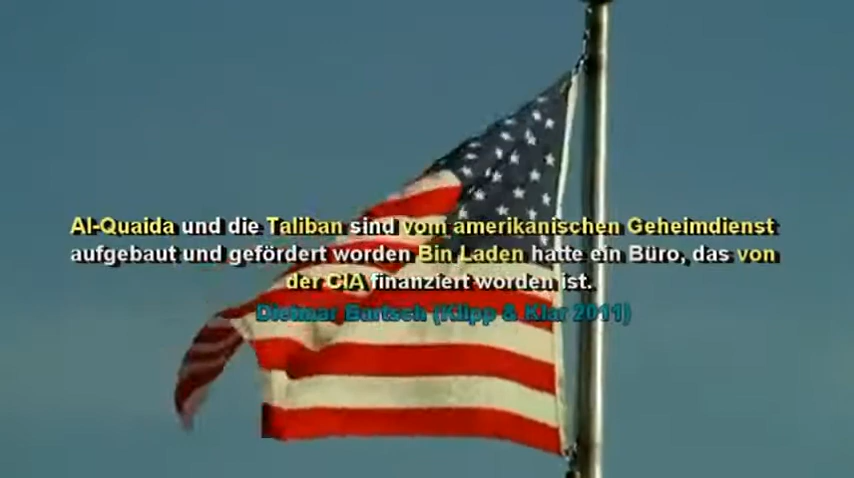 Al-Quaida und die Taliban sind vom amerikanischen Geheimdienst
aufgebaut und gefördert worden Bin Laden hatte ein Büro, das von
der CIA finanziert worden ist.
Dietmar Bartsch (Klipp & Klar 2011)